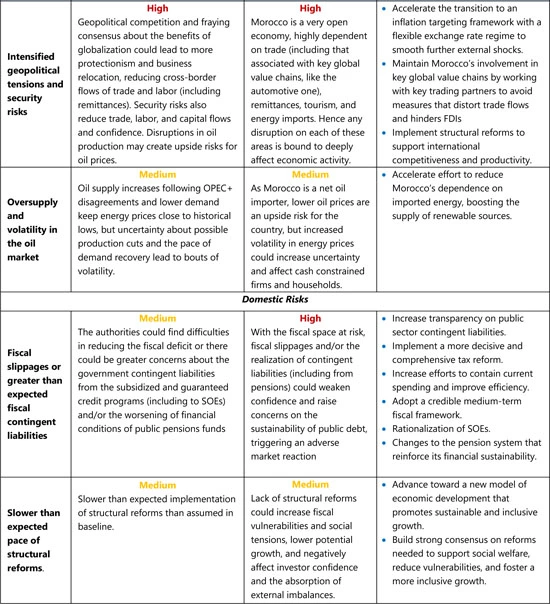 High
Geopolitical competition and fraying
consensus about the benefits of
globalization could lead to more
protectionism and business
relocation, reducing cross-border
flows of trade and labor (including
remittances). Security risks also
reduce trade, labor, and capital flows
and confidence. Disruptions in oil
production may create upside risks for
oil prices.
Intensified
geopolitical
tensions and
security
risks
High
Morocco is a very open
economy, highly dependent
on trade (including that
associated with key global
value chains, like the
automotive one),
remittances, tourism, and
energy imports. Hence any
disruption on each of these
areas is bound to deeply
affect economic activity.
• Accelerate the transition to an
inflation targeting framework with a
flexible exchange rate regime to
smooth further external shocks.
• Maintain Morocco's involvement in
key global value chains by working
with key trading partners to avoid
measures that distort trade flows
and hinders FDIs
• Implement structural reforms to
support international
competitiveness and productivity.
Oversupply
and
volatility in
the oil
market
Medium
Oil supply increases following OPEC+
disagreements and lower demand
keep energy prices close to historical
lows, but uncertainty about possible
production cuts and the pace of
demand recovery lead to bouts of
volatility.
Medium
As Morocco is a net oil
importer, lower oil prices are
an upside risk for the
country, but increased
volatility in energy prices
could increase uncertainty
and affect cash constrained
firms and households.
• Accelerate effort to reduce
Morocco's dependence on
imported energy, boosting the
supply of renewable sources.
Domestic Risks
Fiscal
slippages or
greater than
expected
fiscal
contingent
liabilities
Medium
The authorities could find difficulties
in reducing the fiscal deficit or there
could be greater concerns about the
government contingent liabilities
from the subsidized and guaranteed
credit programs (including to SOEs)
and/or the worsening of financial
conditions of public pensions funds
High
With the fiscal space at risk,
fiscal slippages and/or the
realization of contingent
liabilities (including from
pensions) could weaken
confidence and raise
concerns on the
sustainability of public debt,
triggering an adverse
market reaction
• Increase transparency on public
sector contingent liabilities.
• Implement a more decisive and
comprehensive tax reform.
• Increase efforts to contain current
spending and improve efficiency.
• Adopt a credible medium-term
fiscal framework.
• Rationalization of SOEs.
• Changes to the pension system that
reinforce its financial sustainability.
Slower than
expected
pace of
structural
reforms.
Medium
Slower than expected implementation
of structural reforms than assumed in
baseline.
Medium
Lack of structural reforms
could increase fiscal
vulnerabilities and social
tensions, lower potential
growth, and negatively
affect investor confidence
and the absorption of
external imbalances.
• Advance toward a new model of
economic development that
promotes sustainable and inclusive
growth.
• Build strong consensus on reforms
needed to support social welfare,
reduce vulnerabilities, and foster a
more inclusive growth.